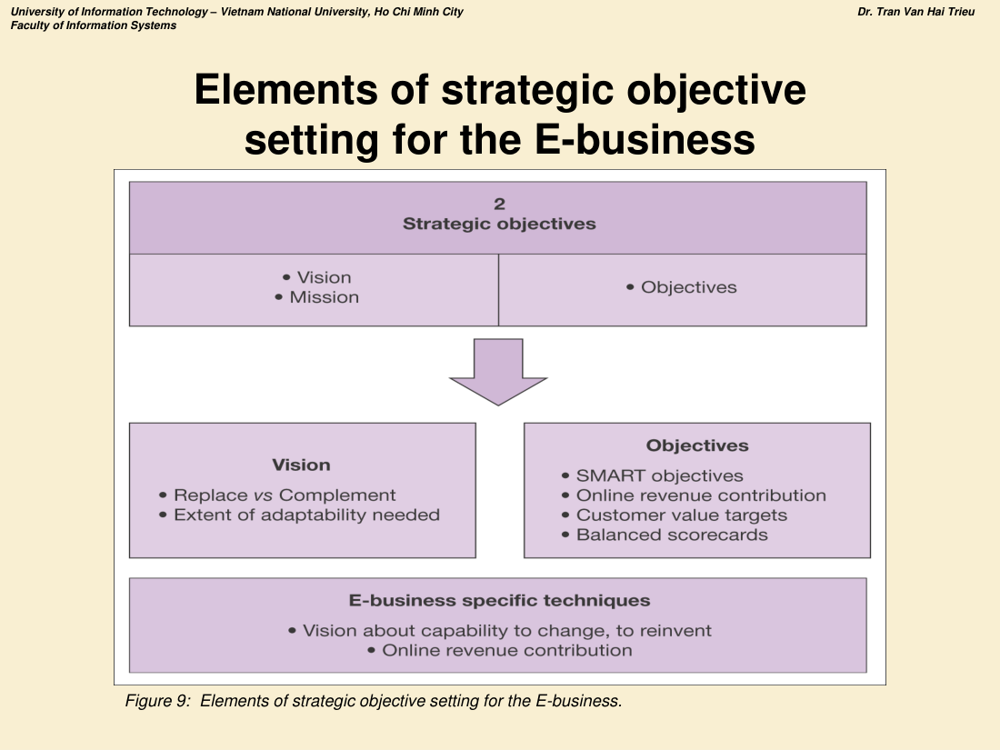 University of Information Technology – Vietnam National University, Ho Chi Minh City
Faculty of Information Systems
Dr. Tran Van Hai Trieu
Elements of strategic objective
setting for the E-business
2
Strategic objectives
• Vision
• Mission
• Objectives
Vision
• Replace vs Complement
• Extent of adaptability needed
Objectives
• SMART objectives
• Online revenue contribution
• Customer value targets
• Balanced scorecards
E-business specific techniques
• Vision about capability to change, to reinvent
• Online revenue contribution
Figure 9: Elements of strategic objective setting for the E-business.